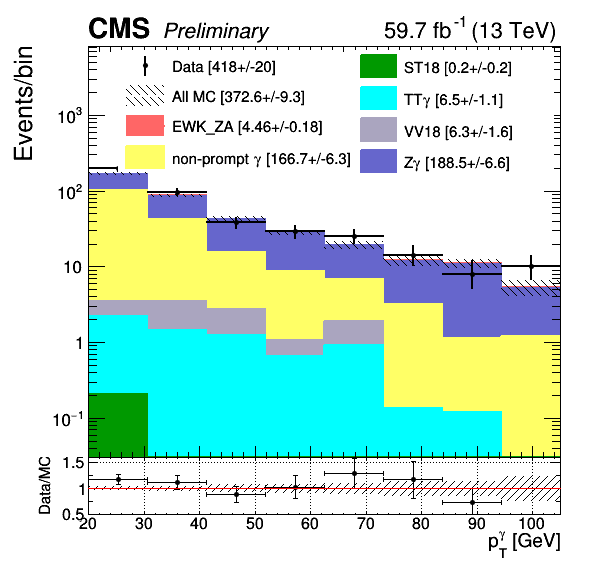 CMS Preliminary 59.7 fb⁻¹ (13 TeV)
Events/bin
Data [418+/-20]
All MC [372.6+/-9.3]
EWK_ZA [4.46+/-0.18]
non-prompt γ [166.7+/-6.3]
ST18 [0.2+/-0.2]
TTγ [6.5+/-1.1]
VV18 [6.3+/-1.6]
Zγ [188.5+/-6.6]
10³
10²
10
1
10⁻¹
Data/MC
1.5
1
0.5
20 30 40 50 60 70 80 90 100
p_T^γ [GeV]